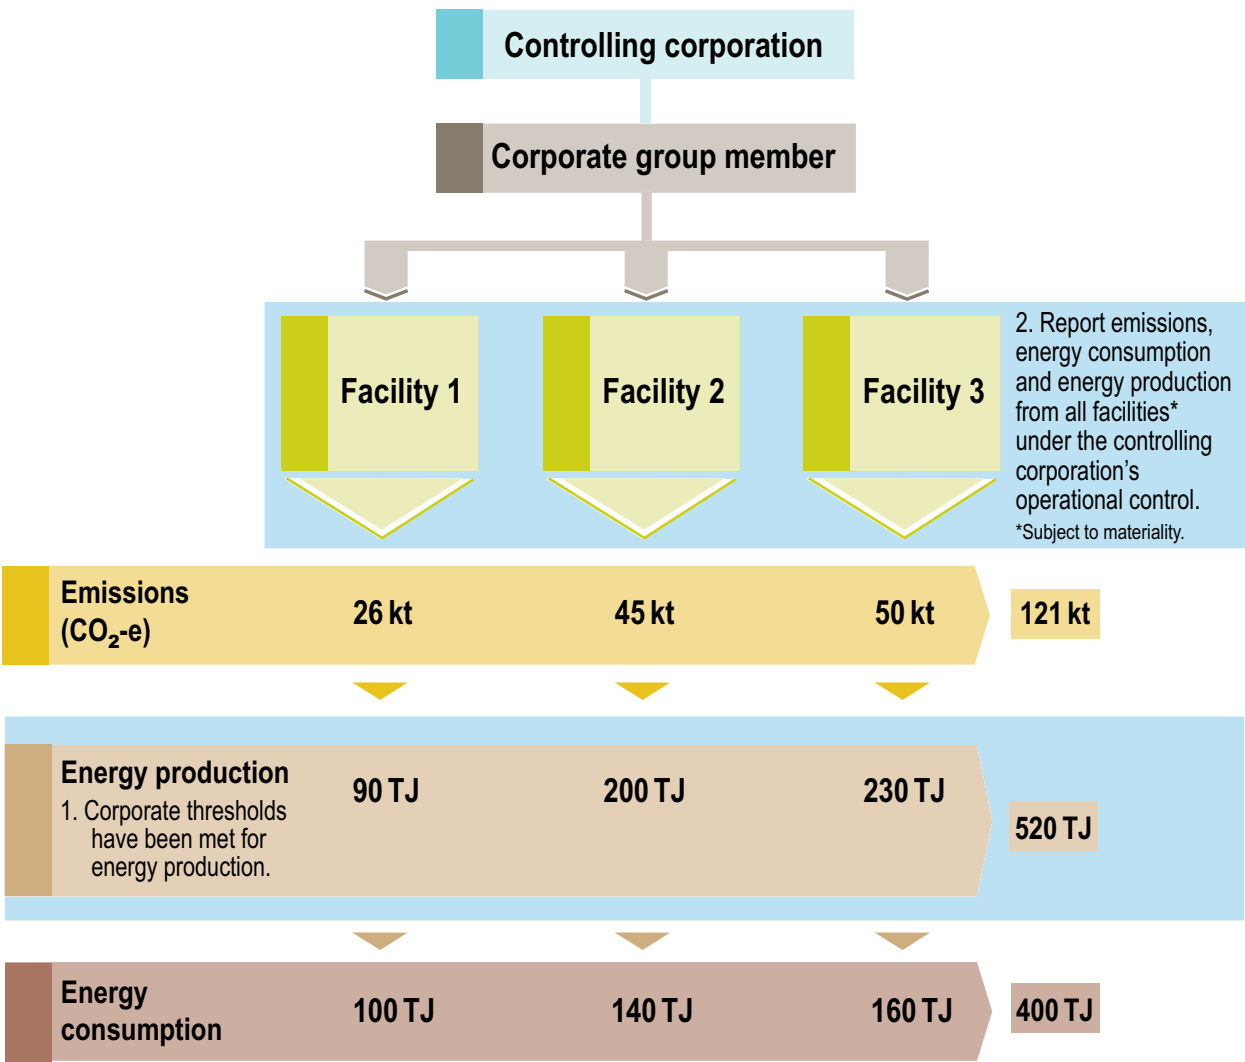 Controlling corporation
Corporate group member
Facility 1
Facility 2
Facility 3
2. Report emissions,
energy consumption
and energy production
from all facilities*
under the controlling
corporation’s
operational control.
*Subject to materiality.
Emissions
(CO₂-e)
26 kt
45 kt
50 kt
121 kt
Energy production
1. Corporate thresholds
have been met for
energy production.
90 TJ
200 TJ
230 TJ
520 TJ
Energy
consumption
100 TJ
140 TJ
160 TJ
400 TJ